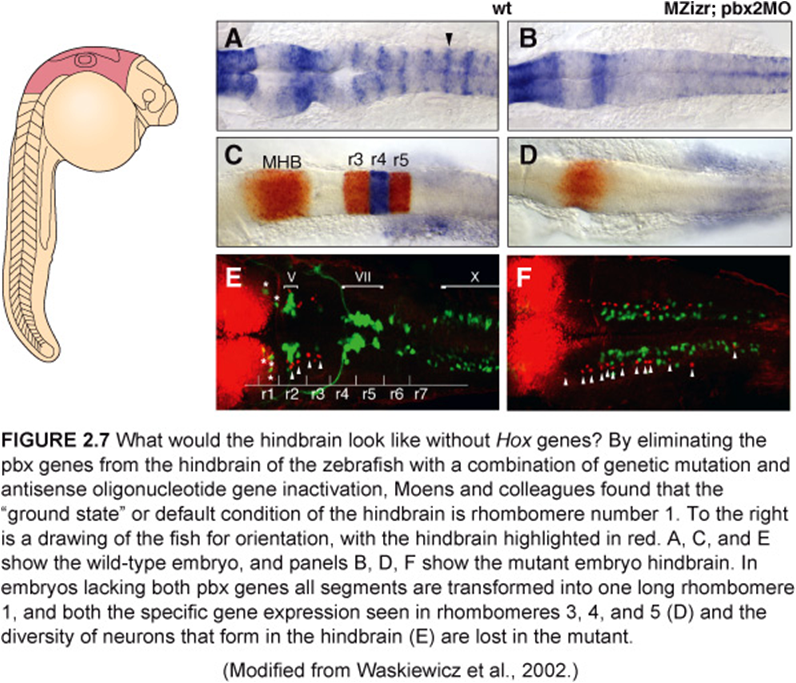 wt MZizr; pbx2MO
A B
C MHB r3 r4 r5 D
E V VII X F
r1 r2 r3 r4 r5 r6 r7
FIGURE 2.7 What would the hindbrain look like without Hox genes? By eliminating the
pbx genes from the hindbrain of the zebrafish with a combination of genetic mutation and
antisense oligonucleotide gene inactivation, Moens and colleagues found that the
“ground state” or default condition of the hindbrain is rhombomere number 1. To the right
is a drawing of the fish for orientation, with the hindbrain highlighted in red. A, C, and E
show the wild-type embryo, and panels B, D, F show the mutant embryo hindbrain. In
embryos lacking both pbx genes all segments are transformed into one long rhombomere
1, and both the specific gene expression seen in rhombomeres 3, 4, and 5 (D) and the
diversity of neurons that form in the hindbrain (E) are lost in the mutant.
(Modified from Waskiewicz et al., 2002.)